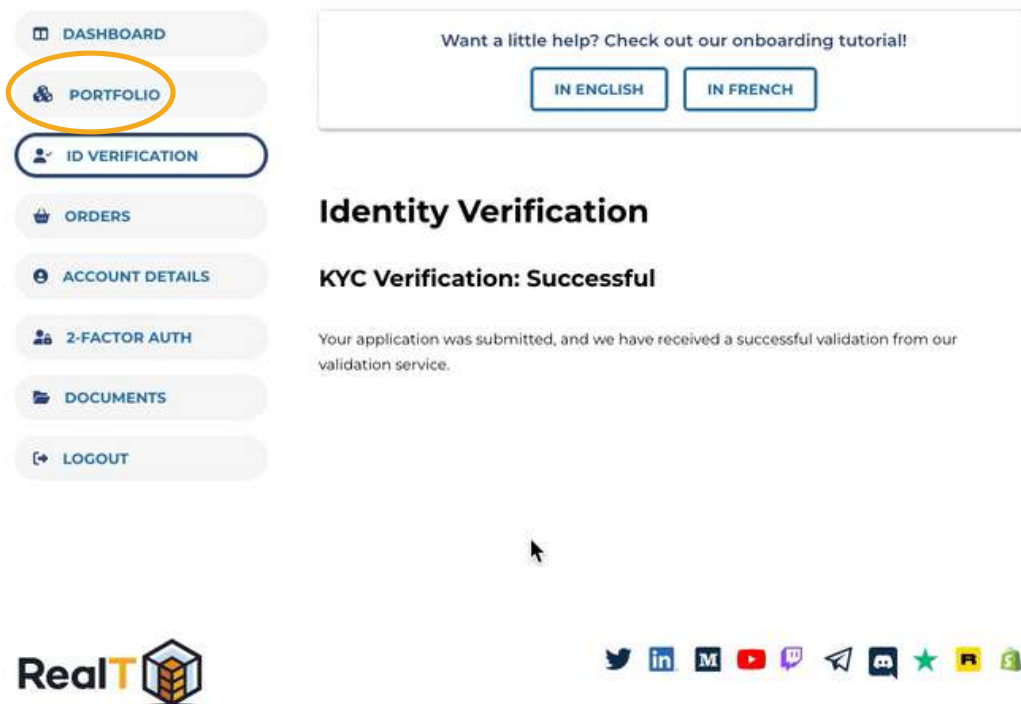 DASHBOARD
PORTFOLIO
ID VERIFICATION
ORDERS
ACCOUNT DETAILS
2-FACTOR AUTH
DOCUMENTS
LOGOUT
Want a little help? Check out our onboarding tutorial!
IN ENGLISH
IN FRENCH
Identity Verification
KYC Verification: Successful
Your application was submitted, and we have received a successful validation from our
validation service.
RealT